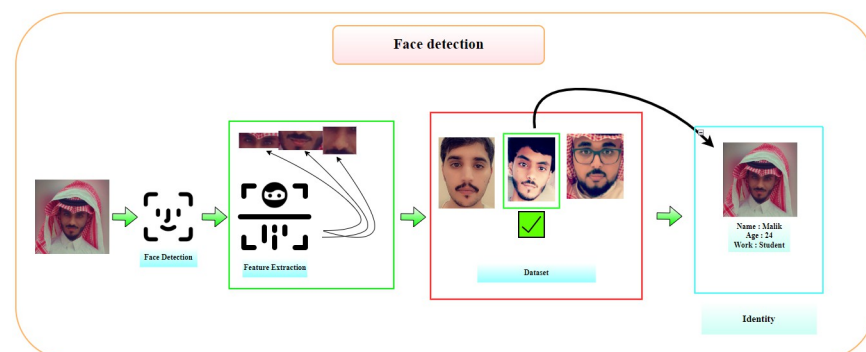 Face detection
Face Detection
Feature Extraction
Dataset
Name : Malik
Age : 24
Work : Student
Identity